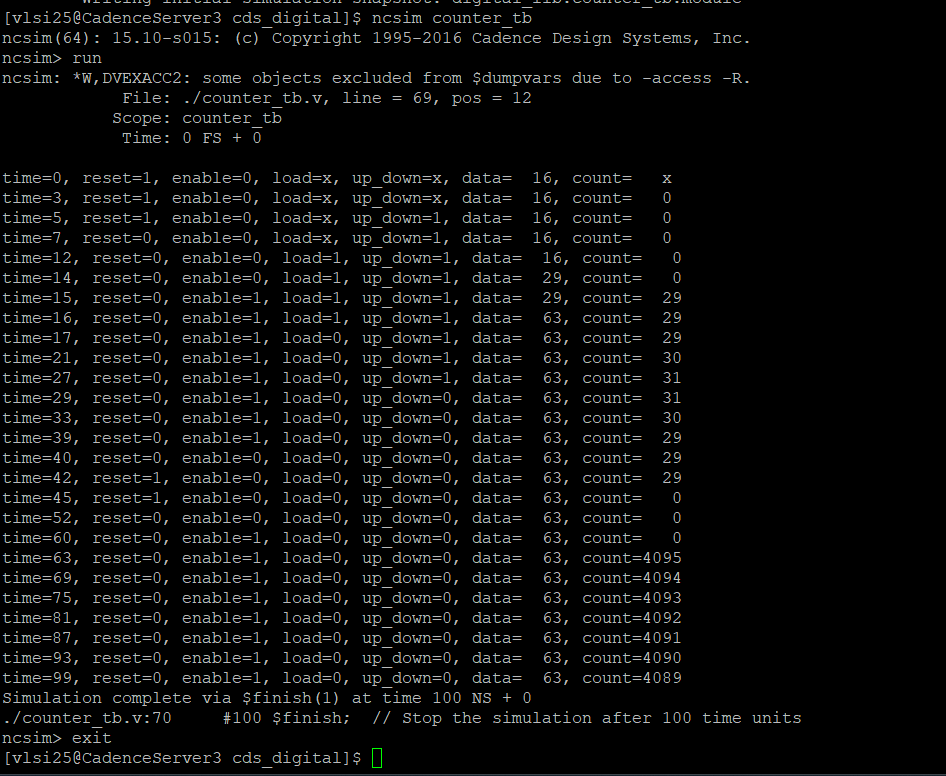 Writing initial simulation snapshot: digital_lib.counter_tb:module
[vlsi25@CadenceServer3 cds_digital]$ ncsim counter_tb
ncsim(64): 15.10-s015: (c) Copyright 1995-2016 Cadence Design Systems, Inc.
ncsim> run
ncsim: *W,DVEXACC2: some objects excluded from $dumpvars due to -access -R.
            File: ./counter_tb.v, line = 69, pos = 12
           Scope: counter_tb
            Time: 0 FS + 0
time=0, reset=1, enable=0, load=x, up_down=x, data=  16, count=   x
time=3, reset=1, enable=0, load=x, up_down=x, data=  16, count=   0
time=5, reset=1, enable=0, load=x, up_down=1, data=  16, count=   0
time=7, reset=0, enable=0, load=x, up_down=1, data=  16, count=   0
time=12, reset=0, enable=0, load=1, up_down=1, data=  16, count=   0
time=14, reset=0, enable=0, load=1, up_down=1, data=  29, count=   0
time=15, reset=0, enable=1, load=1, up_down=1, data=  29, count=  29
time=16, reset=0, enable=1, load=1, up_down=1, data=  63, count=  29
time=17, reset=0, enable=1, load=0, up_down=1, data=  63, count=  29
time=21, reset=0, enable=1, load=0, up_down=1, data=  63, count=  30
time=27, reset=0, enable=1, load=0, up_down=1, data=  63, count=  31
time=29, reset=0, enable=1, load=0, up_down=0, data=  63, count=  31
time=33, reset=0, enable=1, load=0, up_down=0, data=  63, count=  30
time=39, reset=0, enable=1, load=0, up_down=0, data=  63, count=  29
time=40, reset=0, enable=0, load=0, up_down=0, data=  63, count=  29
time=42, reset=1, enable=0, load=0, up_down=0, data=  63, count=  29
time=45, reset=1, enable=0, load=0, up_down=0, data=  63, count=   0
time=52, reset=0, enable=0, load=0, up_down=0, data=  63, count=   0
time=60, reset=0, enable=1, load=0, up_down=0, data=  63, count=   0
time=63, reset=0, enable=1, load=0, up_down=0, data=  63, count=4095
time=69, reset=0, enable=1, load=0, up_down=0, data=  63, count=4094
time=75, reset=0, enable=1, load=0, up_down=0, data=  63, count=4093
time=81, reset=0, enable=1, load=0, up_down=0, data=  63, count=4092
time=87, reset=0, enable=1, load=0, up_down=0, data=  63, count=4091
time=93, reset=0, enable=1, load=0, up_down=0, data=  63, count=4090
time=99, reset=0, enable=1, load=0, up_down=0, data=  63, count=4089
Simulation complete via $finish(1) at time 100 NS + 0
./counter_tb.v:70     #100 $finish;  // Stop the simulation after 100 time units
ncsim> exit
[vlsi25@CadenceServer3 cds_digital]$